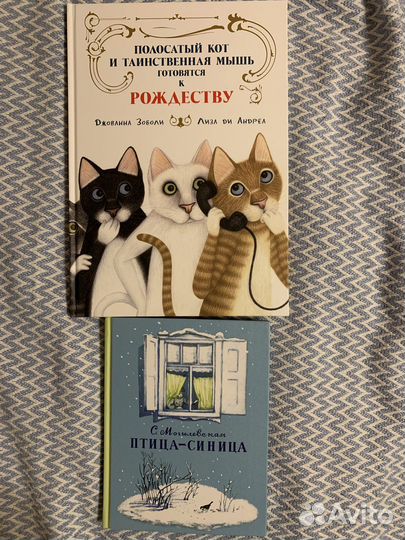 ПОЛОСАТЫЙ КОТ
И ТАИНСТВЕННАЯ МЫШЬ
ГОТОВЯТСЯ
К
РОЖДЕСТВУ
Джованна Зоболи Лиза Ди Андреа
С. Могилевская
ПТИЦА-СИНИЦА
Avito